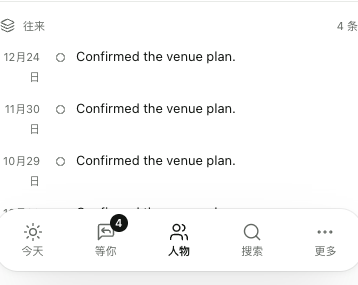 往来
4 条
12月24日
Confirmed the venue plan.
11月30日
Confirmed the venue plan.
10月29日
Confirmed the venue plan.
4
今天
等你
人物
搜索
更多